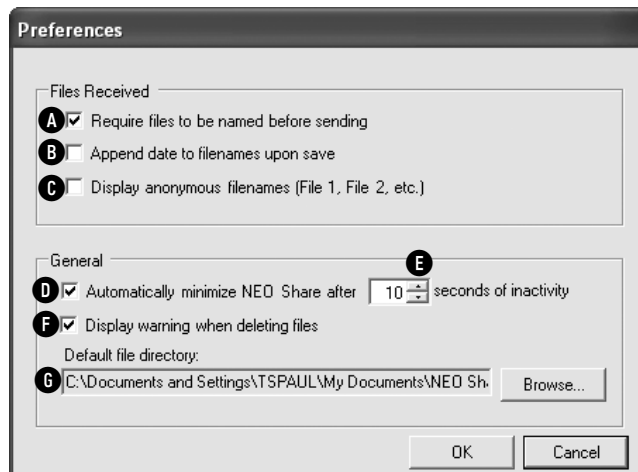 Preferences
Files Received
A Require files to be named before sending
B Append date to filenames upon save
C Display anonymous filenames (File 1, File 2, etc.)
General
E
D Automatically minimize NEO Share after 10 seconds of inactivity
F Display warning when deleting files
Default file directory:
G C:\Documents and Settings\TSPAUL\My Documents\NEO Sh
Browse...
OK Cancel